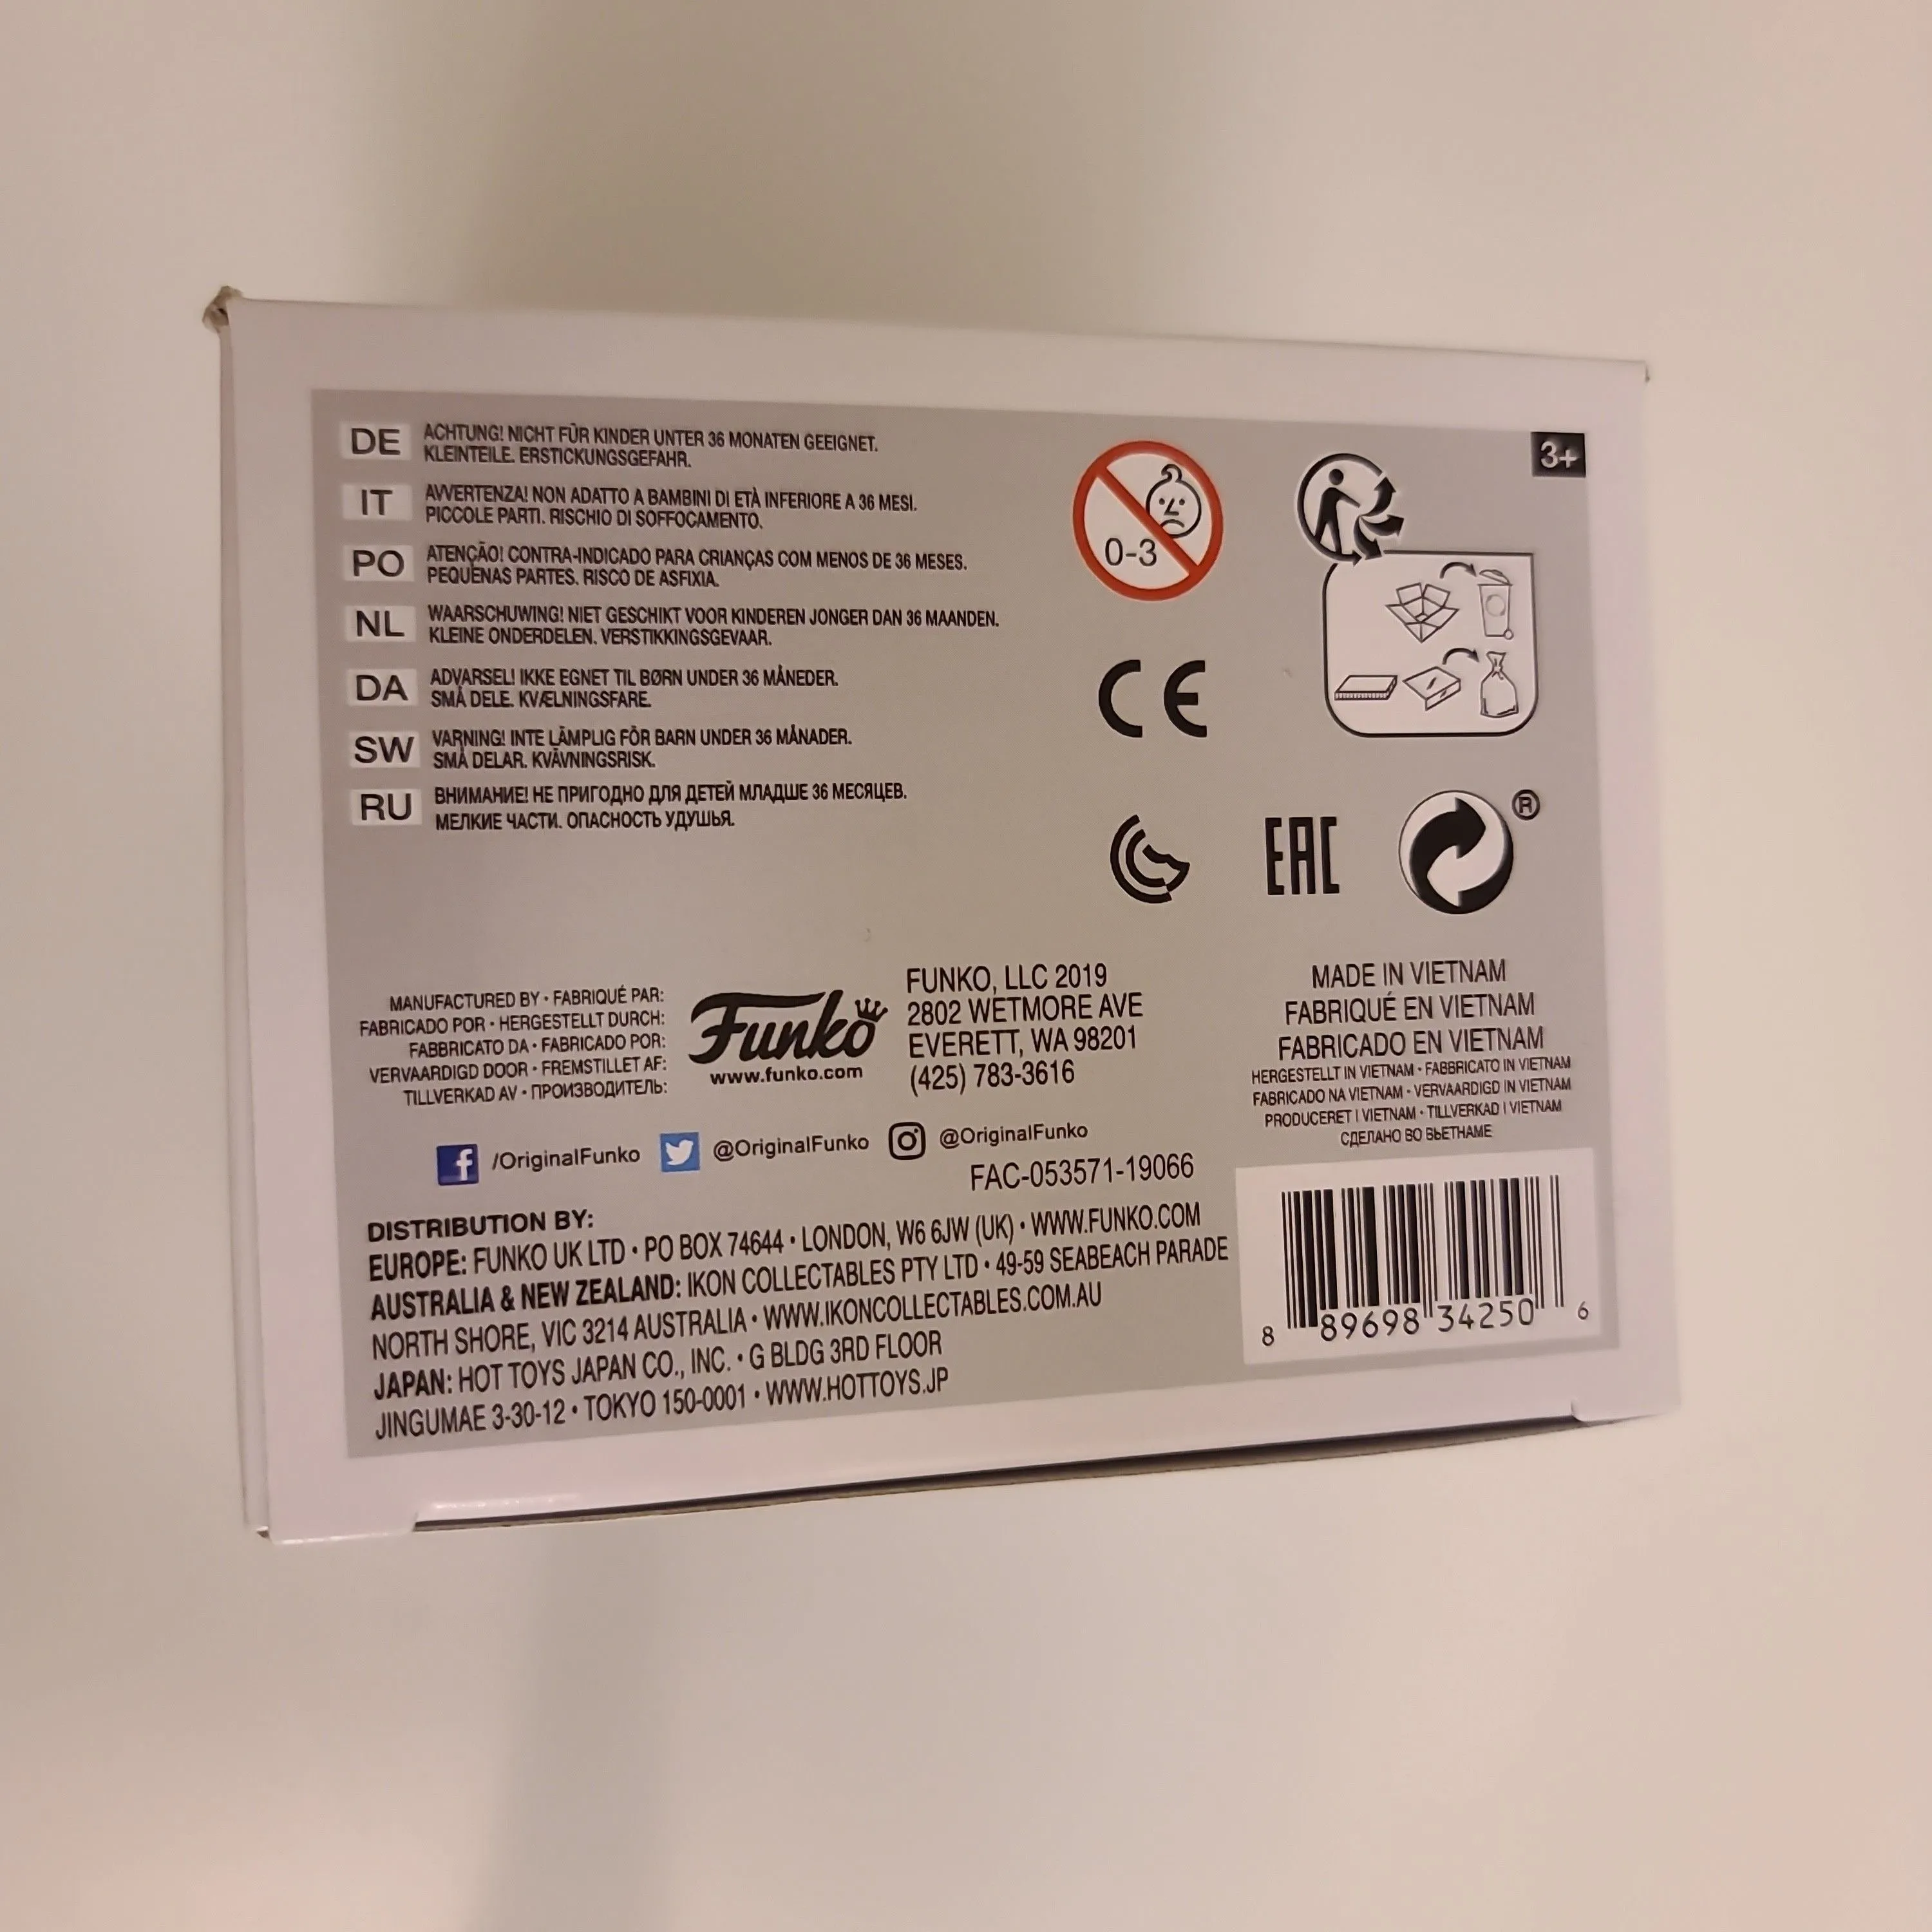 DE ACHTUNG! NICHT FÜR KINDER UNTER 36 MONATEN GEEIGNET.
KLEINTEILE. ERSTICKUNGSGEFAHR.
IT AVVERTENZA! NON ADATTO A BAMBINI DI ETÀ INFERIORE A 36 MESI.
PICCOLE PARTI. RISCHIO DI SOFFOCAMENTO.
PO ATENÇÃO! CONTRA-INDICADO PARA CRIANÇAS COM MENOS DE 36 MESES.
PEQUENAS PARTES. RISCO DE ASFIXIA.
NL WAARSCHUWING! NIET GESCHIKT VOOR KINDEREN JONGER DAN 36 MAANDEN.
KLEINE ONDERDELEN. VERSTIKKINGSGEVAAR.
DA ADVARSEL! IKKE EGNET TIL BØRN UNDER 36 MÅNEDER.
SMÅ DELE. KVÆLNINGSFARE.
SW VARNING! INTE LÄMPLIG FÖR BARN UNDER 36 MÅNADER.
SMÅ DELAR. KVÄVNINGSRISK.
RU ВНИМАНИЕ! НЕ ПРИГОДНО ДЛЯ ДЕТЕЙ МЛАДШЕ 36 МЕСЯЦЕВ.
МЕЛКИЕ ЧАСТИ. ОПАСНОСТЬ УДУШЬЯ.
0-3
3+
CE
EAC
®
MANUFACTURED BY • FABRIQUÉ PAR:
FABRICADO POR • HERGESTELLT DURCH:
FABBRICATO DA • FABRICADO POR:
VERVAARDIGD DOOR • FREMSTILLET AF:
TILLVERKAD AV • ПРОИЗВОДИТЕЛЬ:
Funko
www.funko.com
FUNKO, LLC 2019
2802 WETMORE AVE
EVERETT, WA 98201
(425) 783-3616
MADE IN VIETNAM
FABRIQUÉ EN VIETNAM
FABRICADO EN VIETNAM
HERGESTELLT IN VIETNAM • FABBRICATO IN VIETNAM
FABRICADO NA VIETNAM • VERVAARDIGD IN VIETNAM
PRODUCERET I VIETNAM • TILLVERKAD I VIETNAM
СДЕЛАНО ВО ВЬЕТНАМЕ
f /OriginalFunko @OriginalFunko @OriginalFunko
FAC-053571-19066
DISTRIBUTION BY:
EUROPE: FUNKO UK LTD • PO BOX 74644 • LONDON, W6 6JW (UK) • WWW.FUNKO.COM
AUSTRALIA & NEW ZEALAND: IKON COLLECTABLES PTY LTD • 49-59 SEABEACH PARADE
NORTH SHORE, VIC 3214 AUSTRALIA • WWW.IKONCOLLECTABLES.COM.AU
JAPAN: HOT TOYS JAPAN CO., INC. • G BLDG 3RD FLOOR
JINGUMAE 3-30-12 • TOKYO 150-0001 • WWW.HOTTOYS.JP
8 89698 34250 6